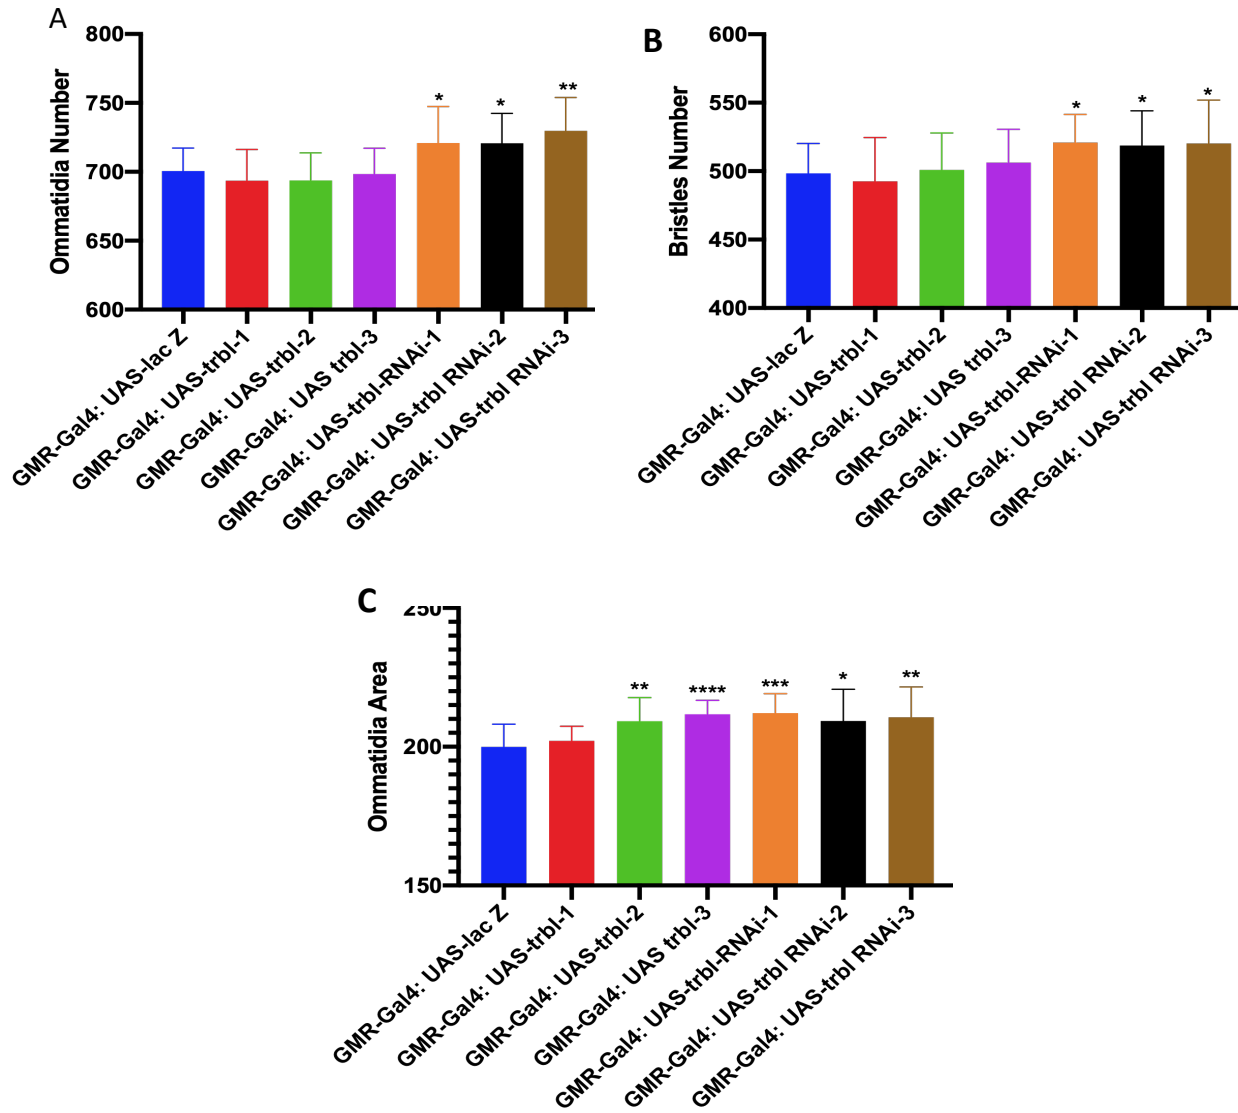 A
800
750
700
650
600
Ommatidia Number
*
*
**
GMR-Gal4: UAS-lac Z
GMR-Gal4: UAS-trbl-1
GMR-Gal4: UAS-trbl-2
GMR-Gal4: UAS trbl-3
GMR-Gal4: UAS-trbl-RNAi-1
GMR-Gal4: UAS-trbl RNAi-2
GMR-Gal4: UAS-trbl RNAi-3
B
600
550
500
450
400
Bristles Number
*
*
*
GMR-Gal4: UAS-lac Z
GMR-Gal4: UAS-trbl-1
GMR-Gal4: UAS-trbl-2
GMR-Gal4: UAS trbl-3
GMR-Gal4: UAS-trbl-RNAi-1
GMR-Gal4: UAS-trbl RNAi-2
GMR-Gal4: UAS-trbl RNAi-3
C
250
200
150
Ommatidia Area
**
****
***
*
**
GMR-Gal4: UAS-lac Z
GMR-Gal4: UAS-trbl-1
GMR-Gal4: UAS-trbl-2
GMR-Gal4: UAS trbl-3
GMR-Gal4: UAS-trbl-RNAi-1
GMR-Gal4: UAS-trbl RNAi-2
GMR-Gal4: UAS-trbl RNAi-3